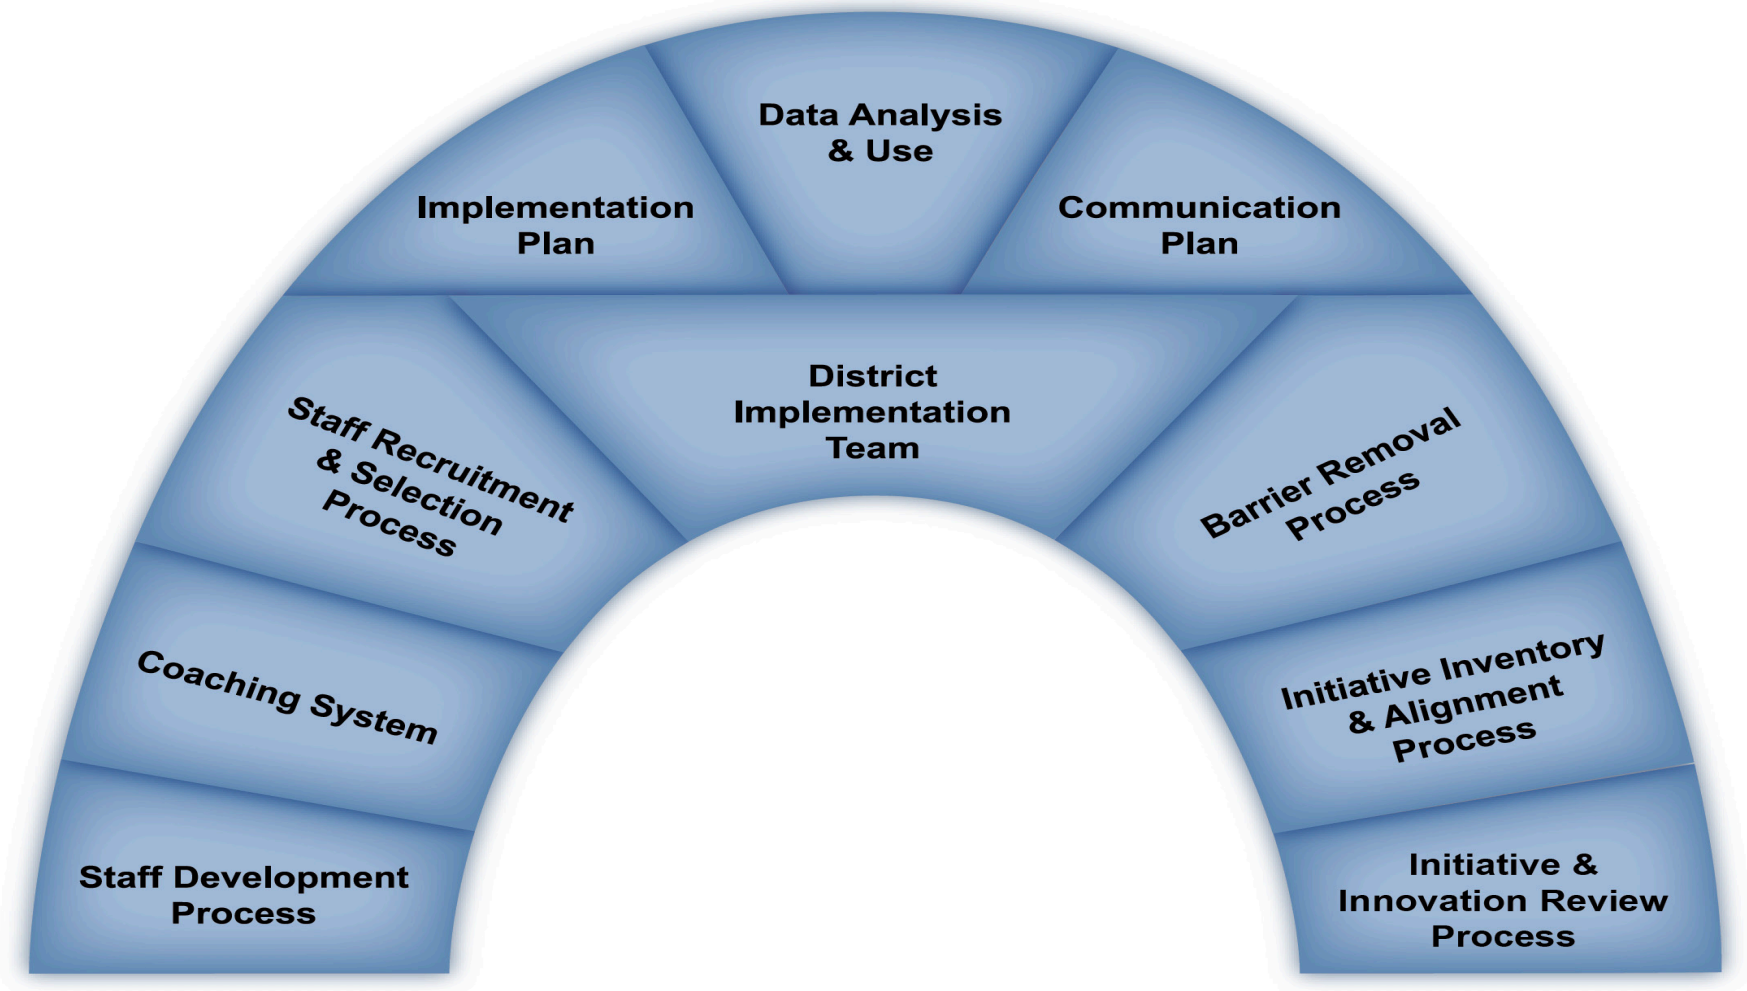 Data Analysis
& Use
Implementation
Plan
Communication
Plan
District
Implementation
Team
Staff Recruitment
& Selection
Process
Barrier Removal
Process
Coaching System
Initiative Inventory
& Alignment
Process
Staff Development
Process
Initiative &
Innovation Review
Process